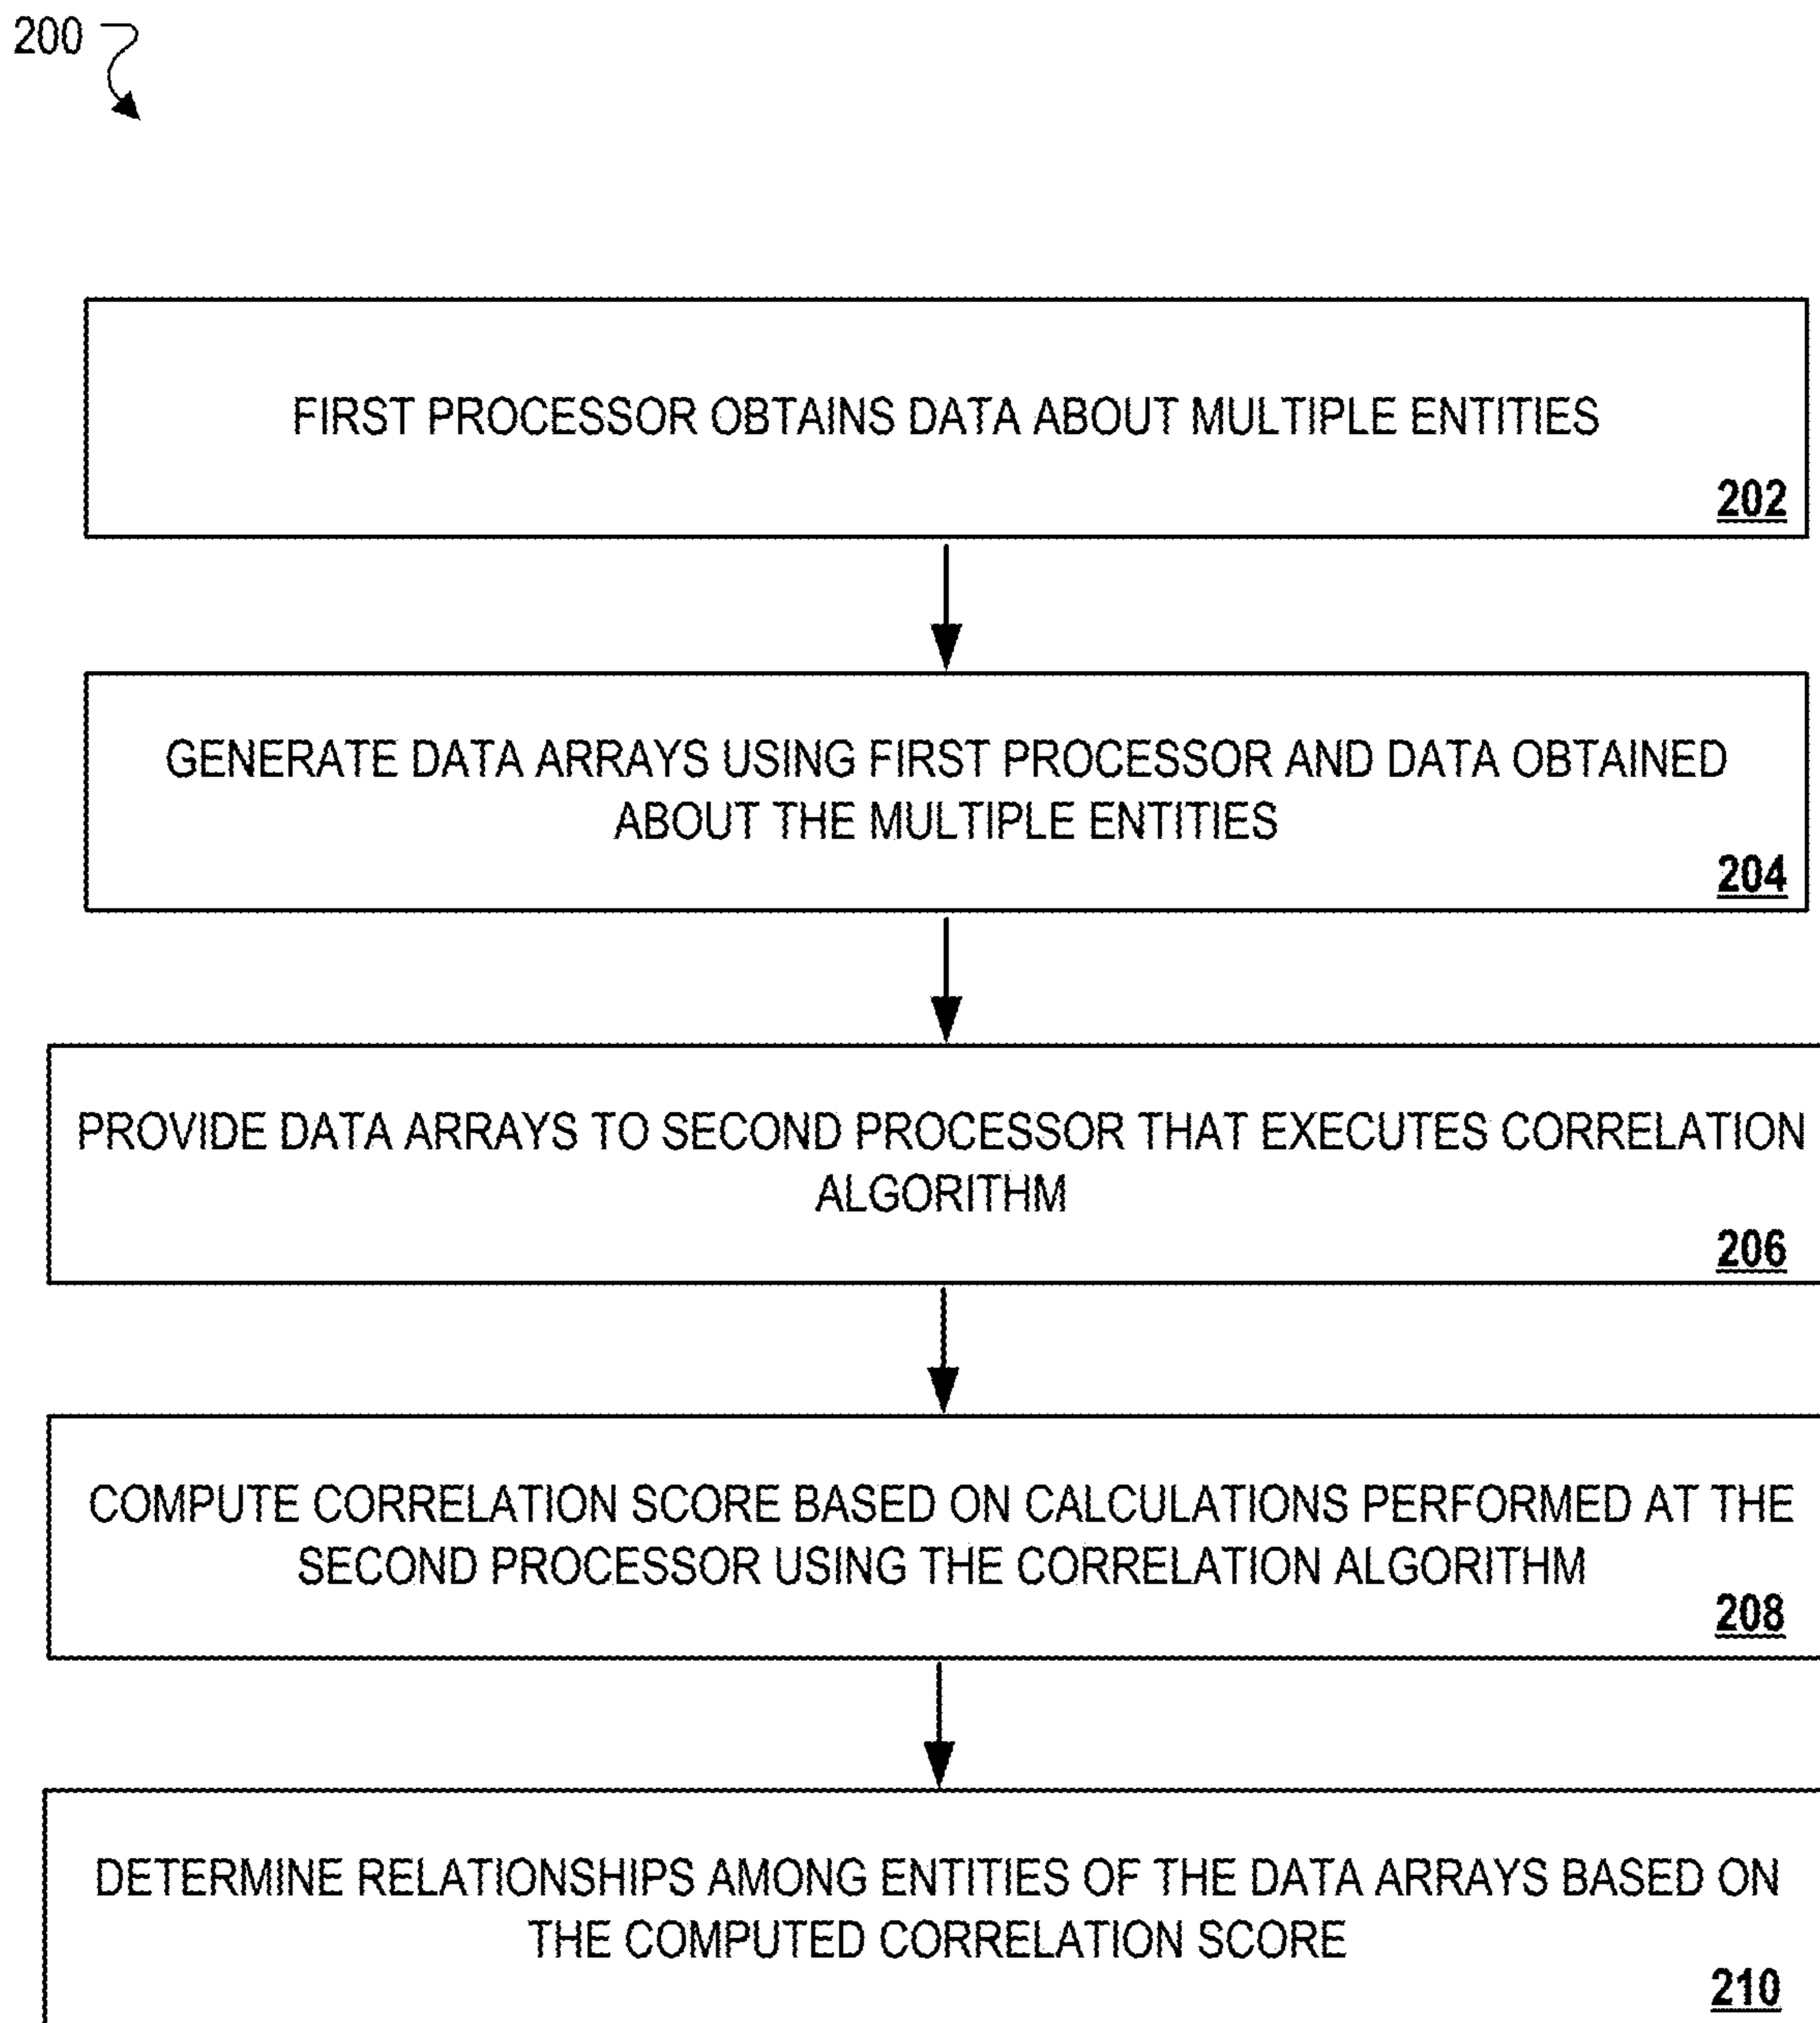 200
FIRST PROCESSOR OBTAINS DATA ABOUT MULTIPLE ENTITIES
202
GENERATE DATA ARRAYS USING FIRST PROCESSOR AND DATA OBTAINED
ABOUT THE MULTIPLE ENTITIES
204
PROVIDE DATA ARRAYS TO SECOND PROCESSOR THAT EXECUTES CORRELATION
ALGORITHM
206
COMPUTE CORRELATION SCORE BASED ON CALCULATIONS PERFORMED AT THE
SECOND PROCESSOR USING THE CORRELATION ALGORITHM
208
DETERMINE RELATIONSHIPS AMONG ENTITIES OF THE DATA ARRAYS BASED ON
THE COMPUTED CORRELATION SCORE
210